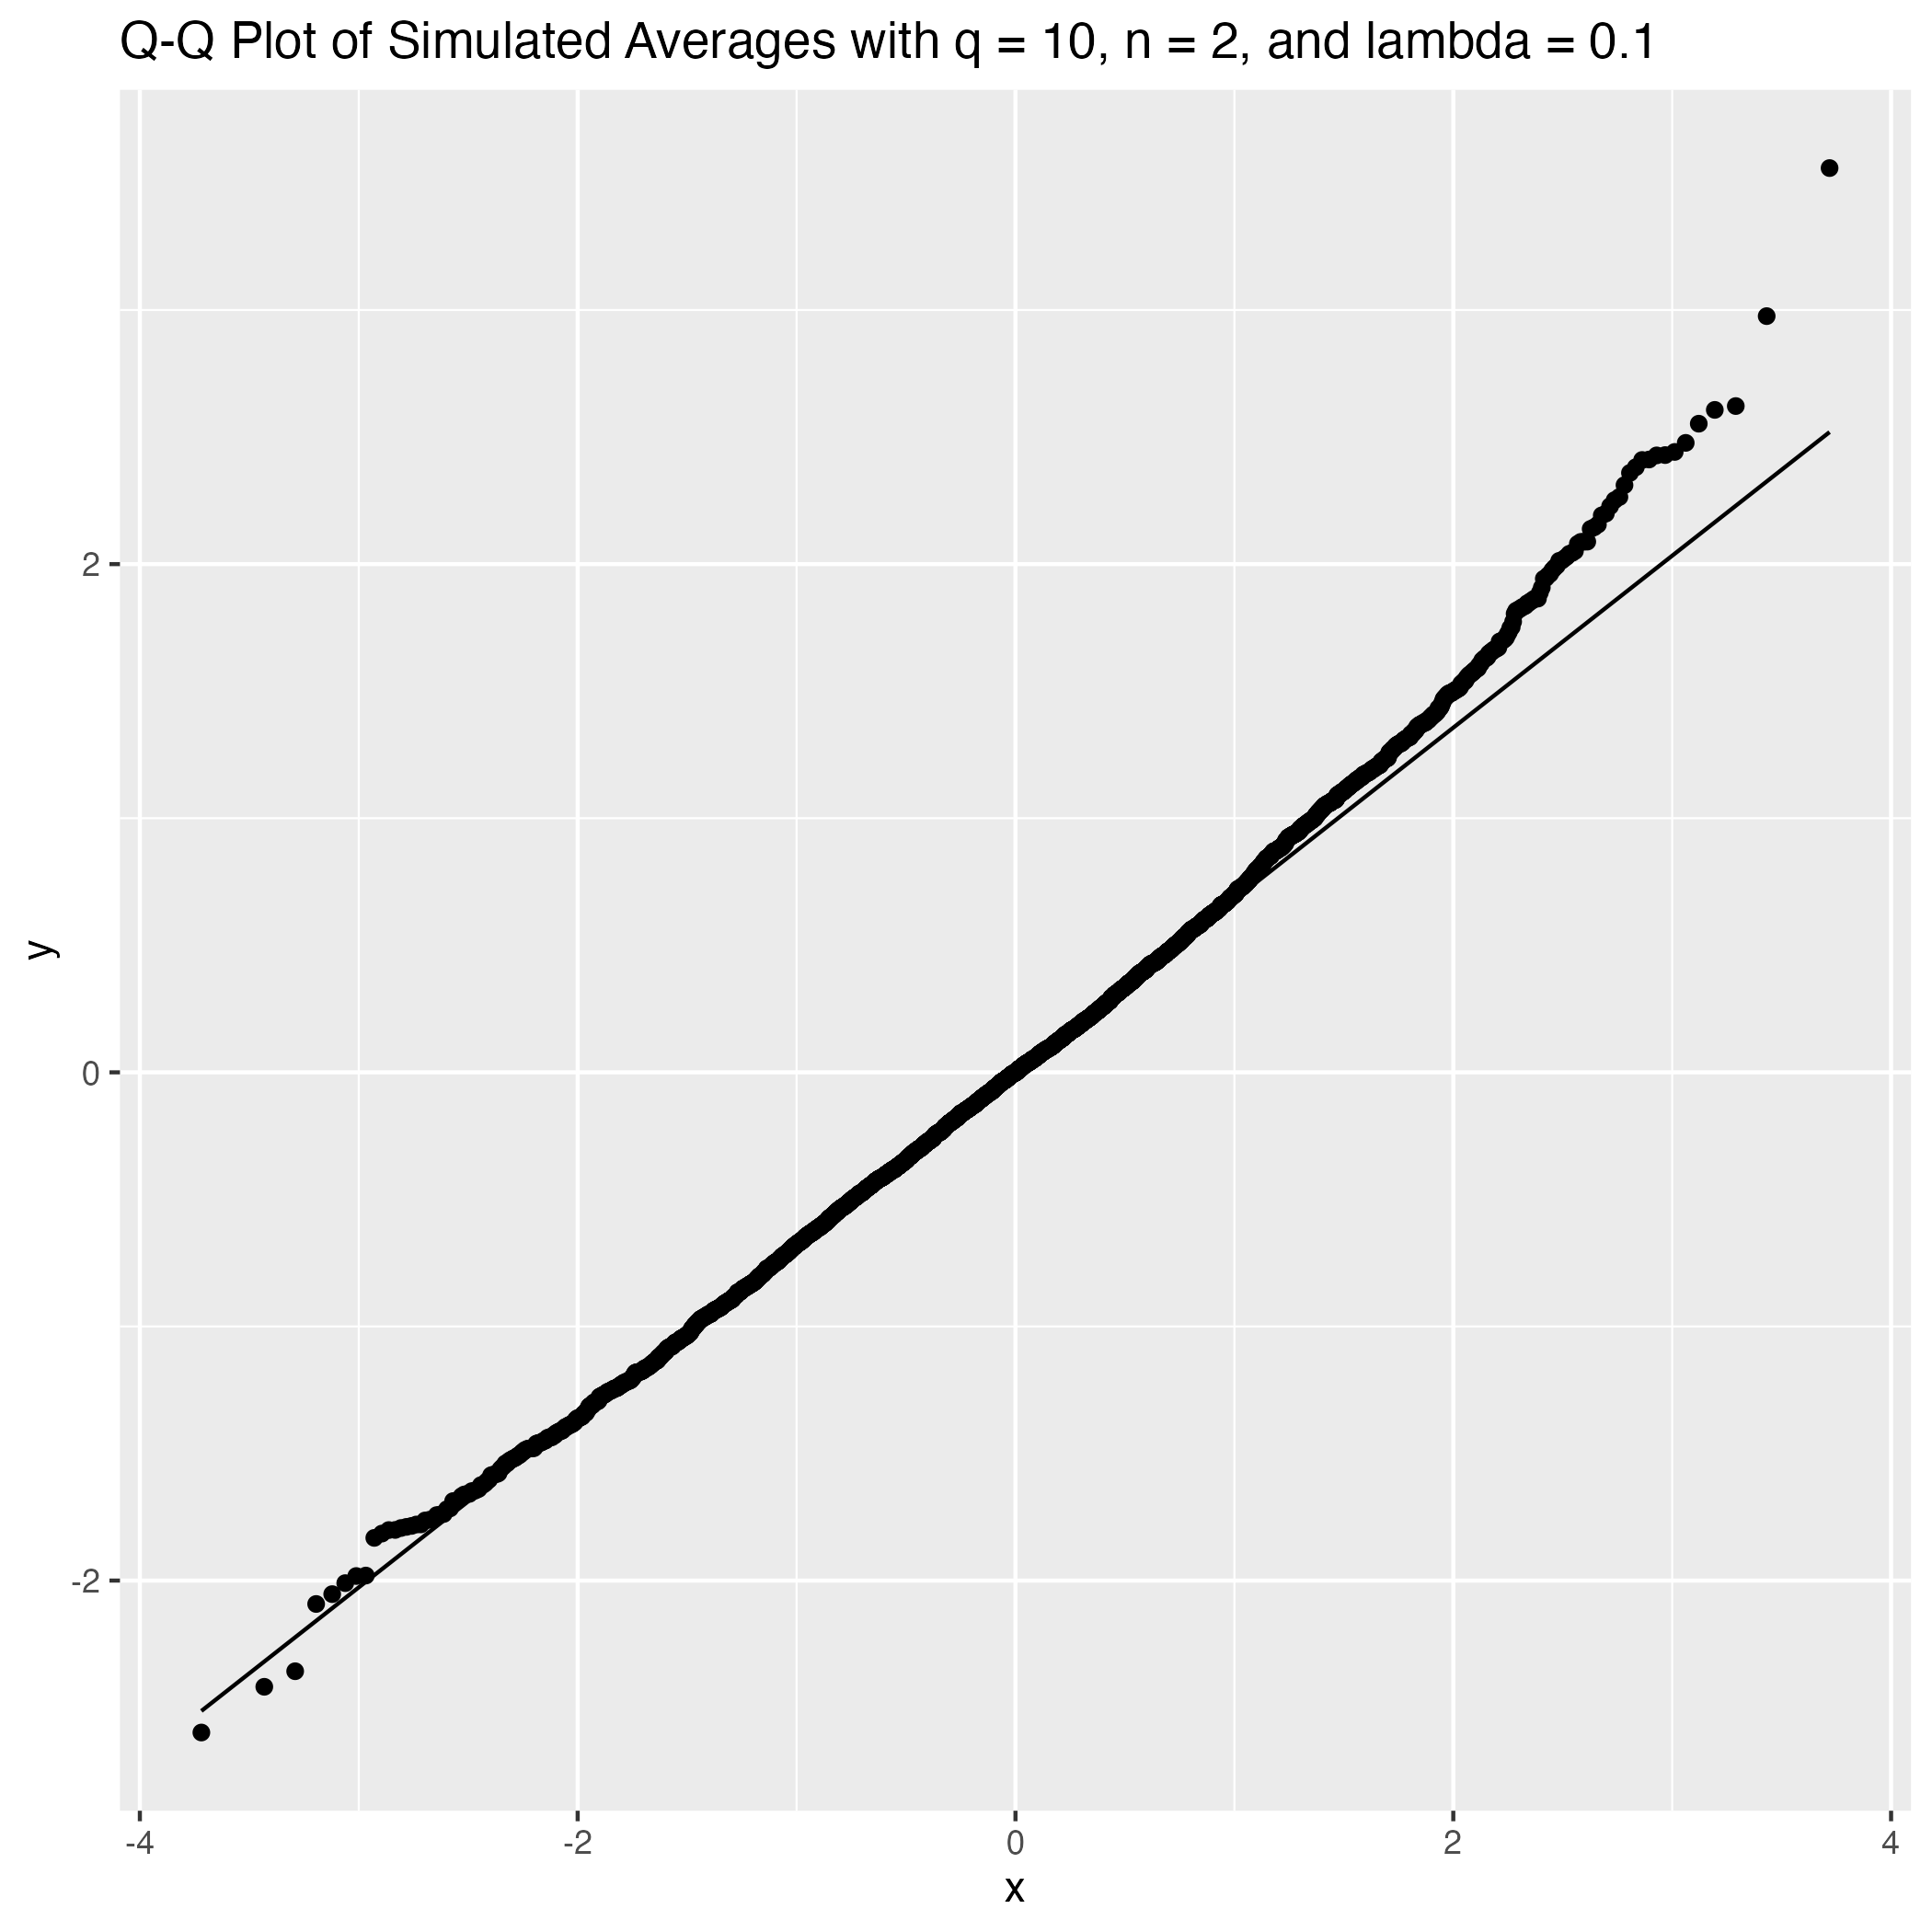 Q-Q Plot of Simulated Averages with q = 10, n = 2, and lambda = 0.1
2
0
-2
y
-4
-2
0
2
4
x